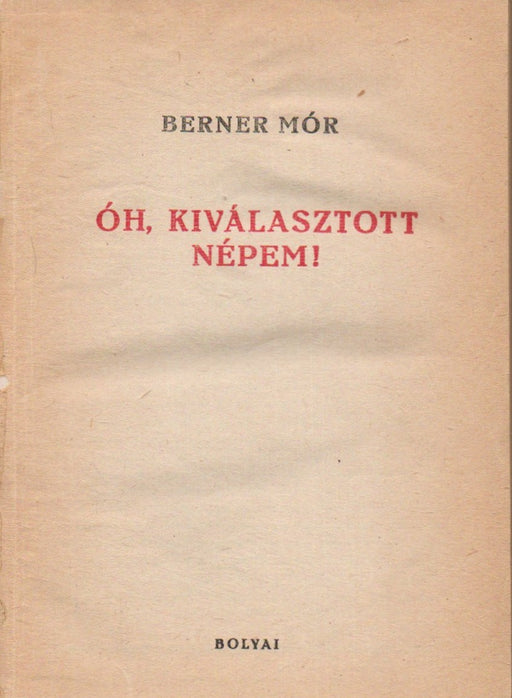 BERNER MÓR
ÓH, KIVÁLASZTOTT
NÉPEM!
BOLYAI